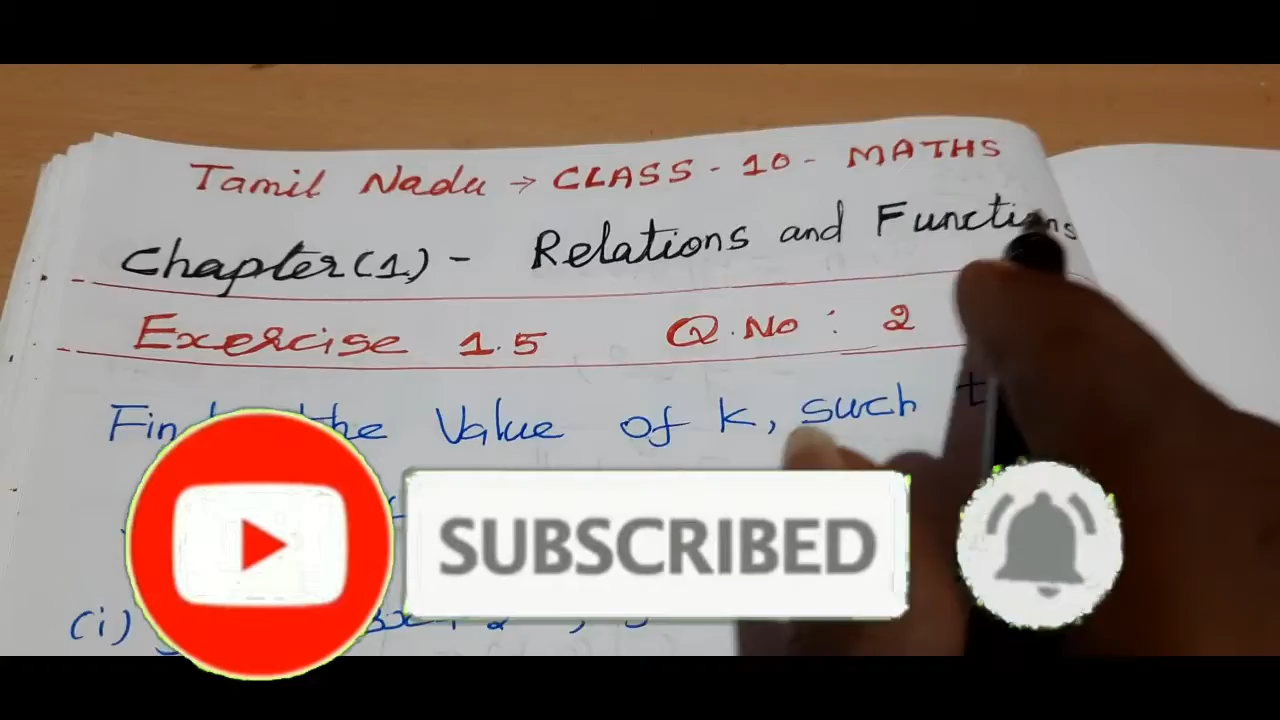 Tamil Nadu → CLASS - 10 - MATHS
Chapter(1) - Relations and Functions
Exercise 1.5 Q.No : 2
the Value of k, such
SUBSCRIBED
(i)